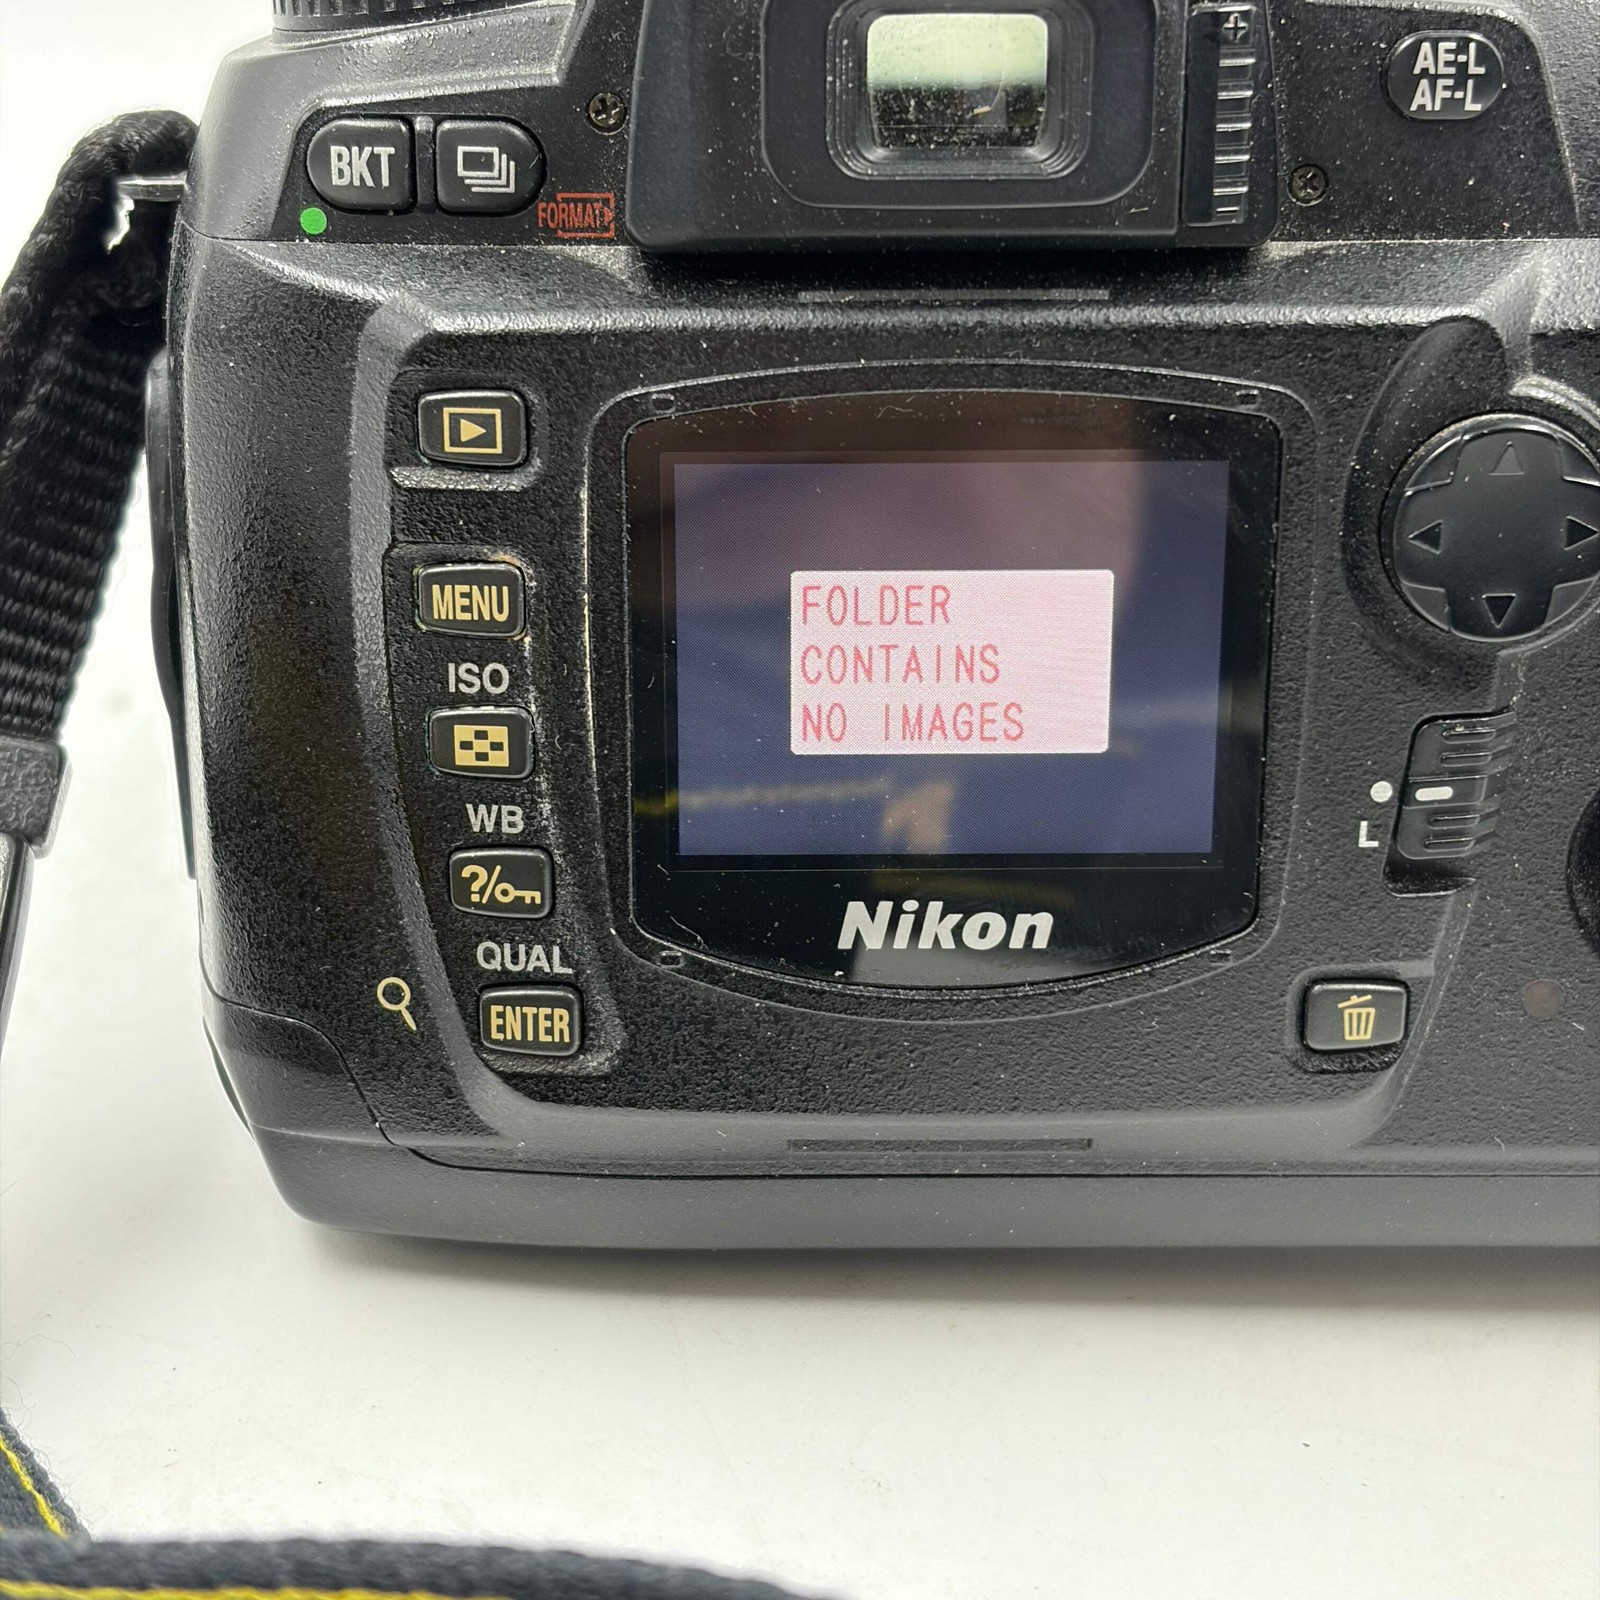 AE-L
AF-L
BKT
FORMAT
MENU
ISO
WB
?/
QUAL
ENTER
FOLDER
CONTAINS
NO IMAGES
L
Nikon